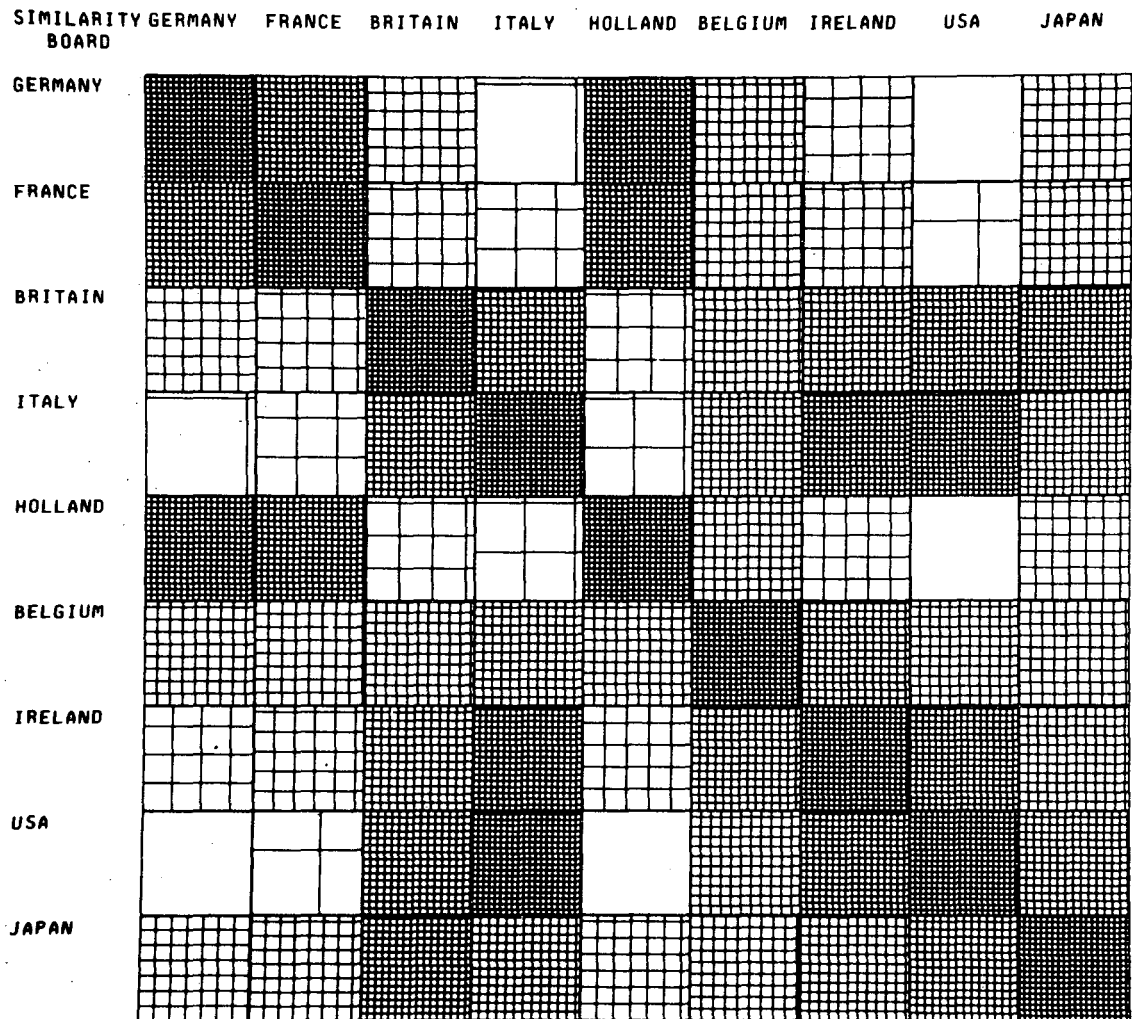 SIMILARITY GERMANY FRANCE BRITAIN ITALY HOLLAND BELGIUM IRELAND USA JAPAN
BOARD
GERMANY
FRANCE
BRITAIN
ITALY
HOLLAND
BELGIUM
IRELAND
USA
JAPAN